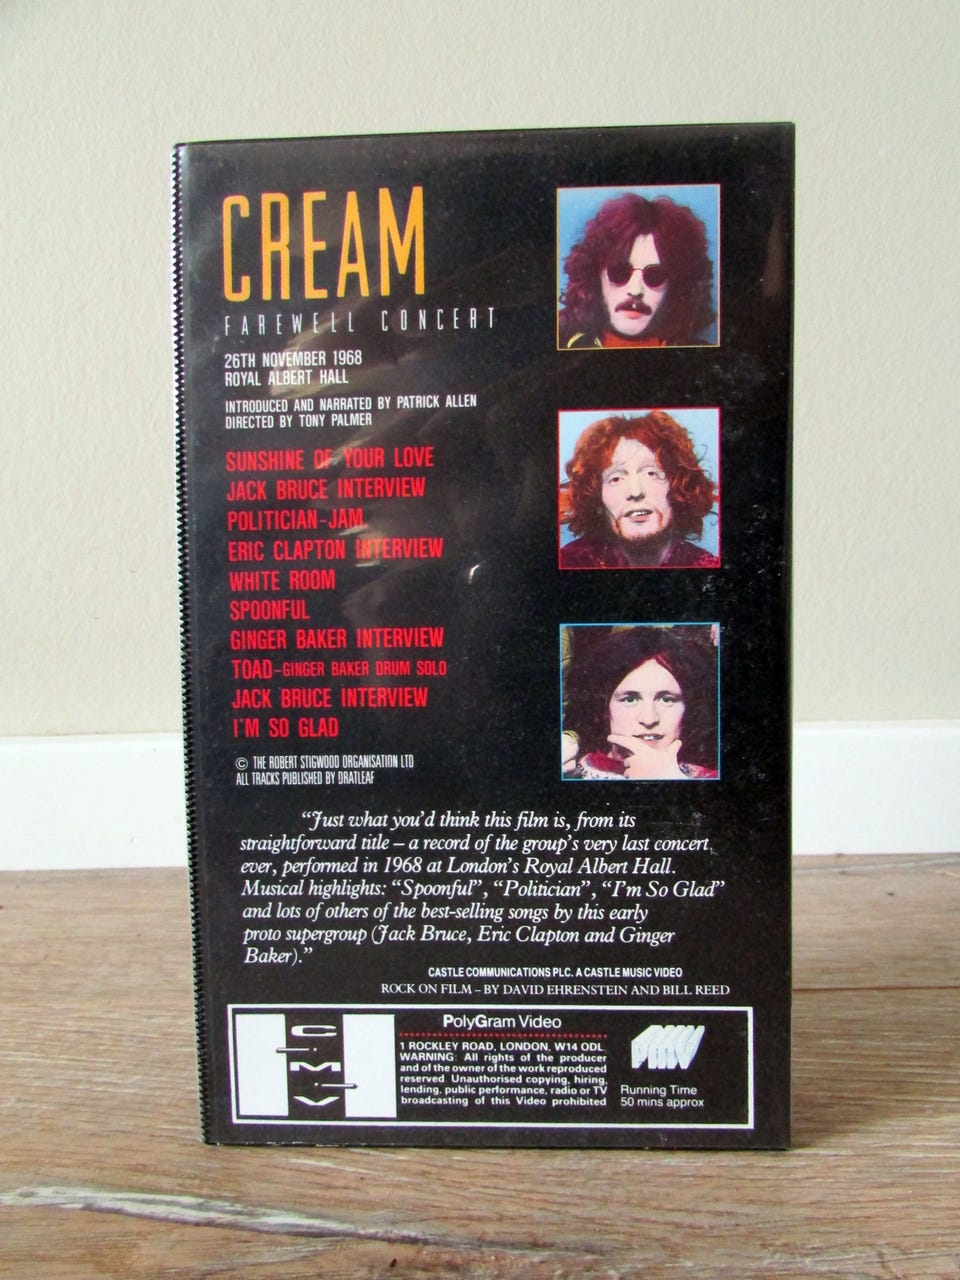 CREAM
FAREWELL CONCERT
26TH NOVEMBER 1968
ROYAL ALBERT HALL
INTRODUCED AND NARRATED BY PATRICK ALLEN
DIRECTED BY TONY PALMER
SUNSHINE OF YOUR LOVE
JACK BRUCE INTERVIEW
POLITICIAN-JAM
ERIC CLAPTON INTERVIEW
WHITE ROOM
SPOONFUL
GINGER BAKER INTERVIEW
TOAD-GINGER BAKER DRUM SOLO
JACK BRUCE INTERVIEW
I'M SO GLAD
© THE ROBERT STIGWOOD ORGANISATION LTD
ALL TRACKS PUBLISHED BY DRATLEAF
"Just what you'd think this film is, from its
straightforward title – a record of the group's very last concert,
ever, performed in 1968 at London's Royal Albert Hall.
Musical highlights: "Spoonful", "Politician", "I'm So Glad"
and lots of others of the best-selling songs by this early
proto supergroup (Jack Bruce, Eric Clapton and Ginger
Baker)."
CASTLE COMMUNICATIONS PLC. A CASTLE MUSIC VIDEO
ROCK ON FILM – BY DAVID EHRENSTEIN AND BILL REED
CMV
PolyGram Video
1 ROCKLEY ROAD, LONDON, W14 ODL
WARNING: All rights of the producer
and of the owner of the work reproduced
reserved. Unauthorised copying, hiring,
lending, public performance, radio or TV
broadcasting of this Video prohibited
PMV
Running Time
50 mins approx